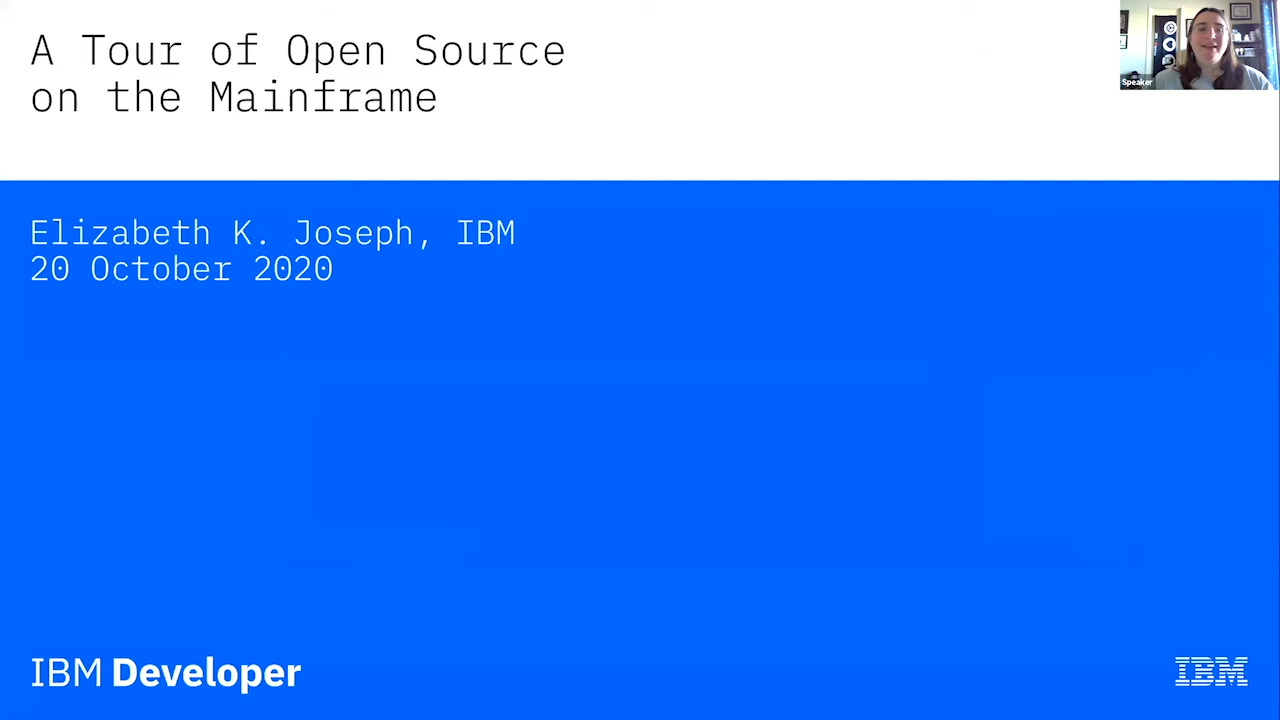 A Tour of Open Source
on the Mainframe
Speaker
Elizabeth K. Joseph, IBM
20 October 2020
IBM Developer
IBM